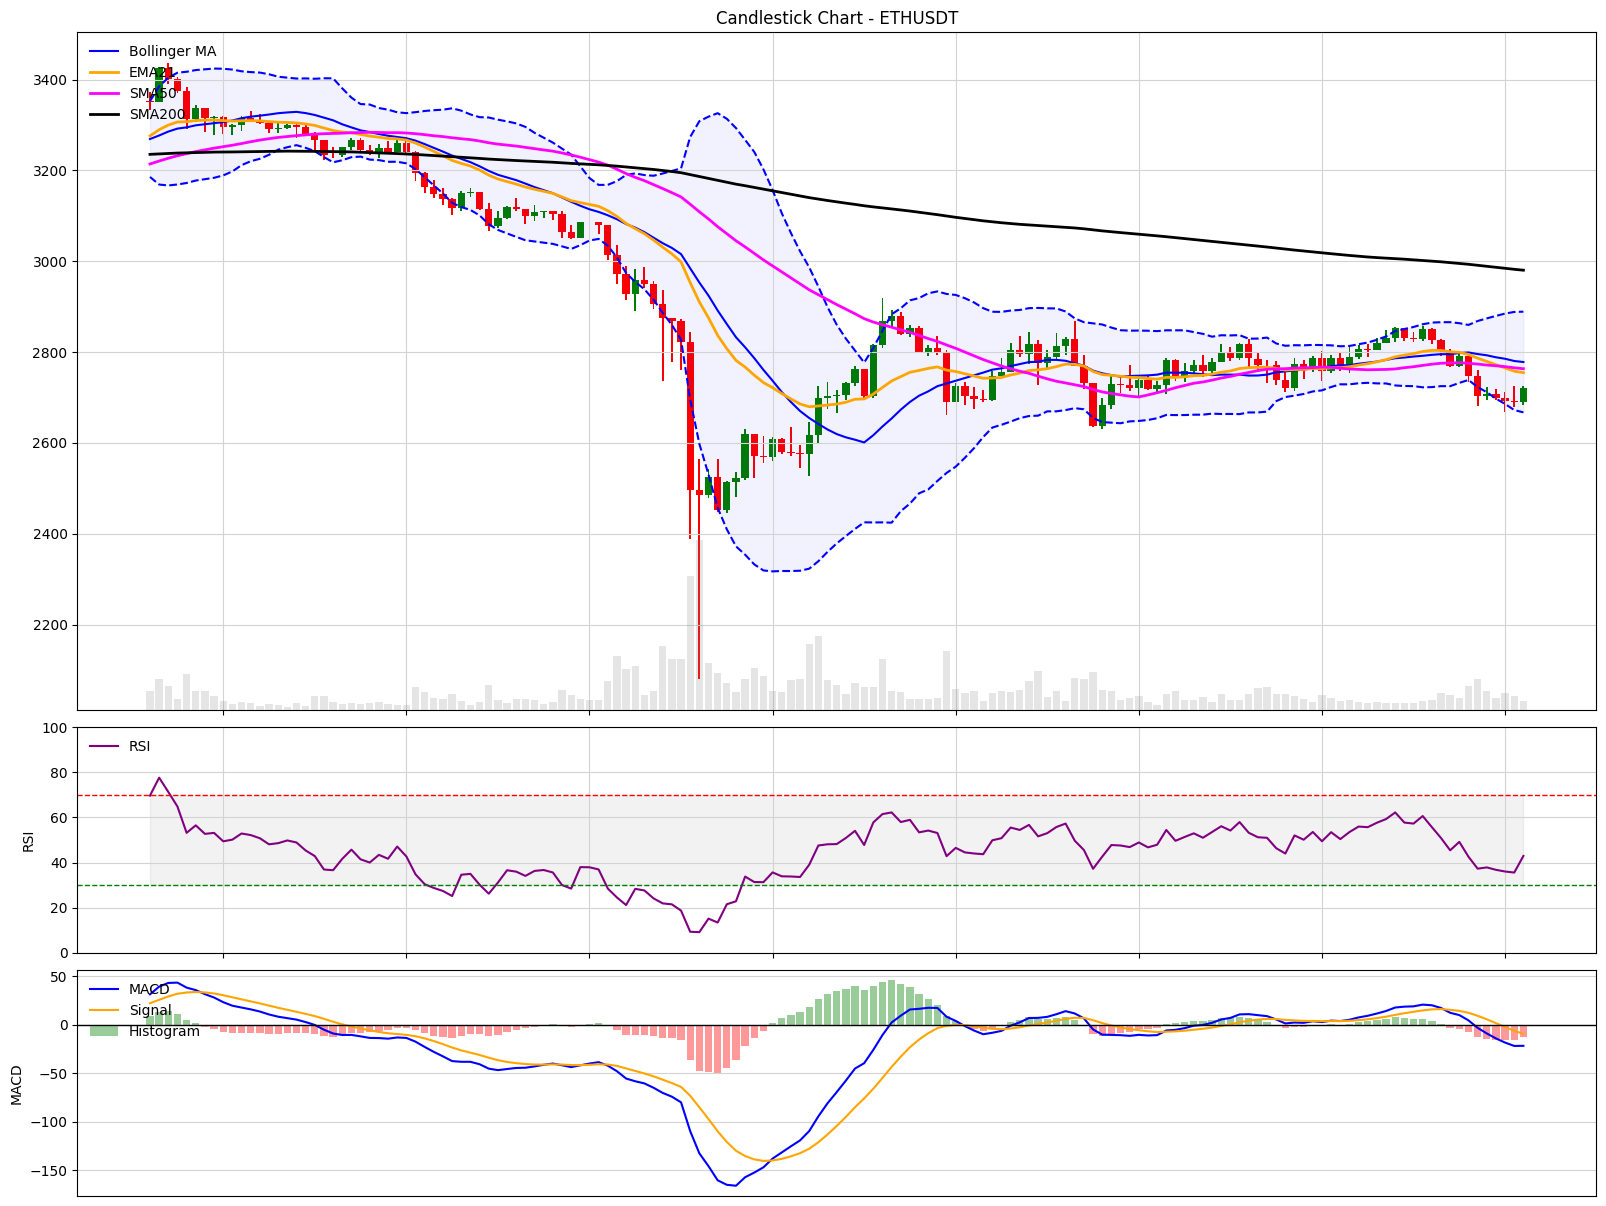 Candlestick Chart - ETHUSDT
Bollinger MA
EMA21
SMA50
SMA200
3400
3200
3000
2800
2600
2400
2200
RSI
RSI
100
80
60
40
20
0
MACD
Signal
Histogram
MACD
50
0
−50
−100
−150